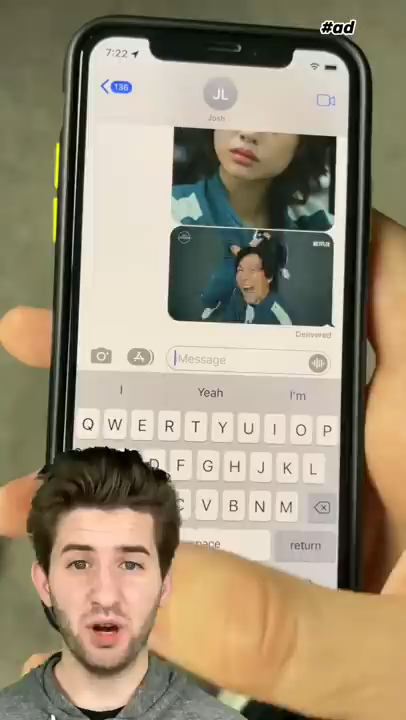 #ad
7:22
136
JL
Josh
NETFLIX
Delivered
Message
I Yeah I'm
Q W E R T Y U I O P
D F G H J K L
C V B N M
space return